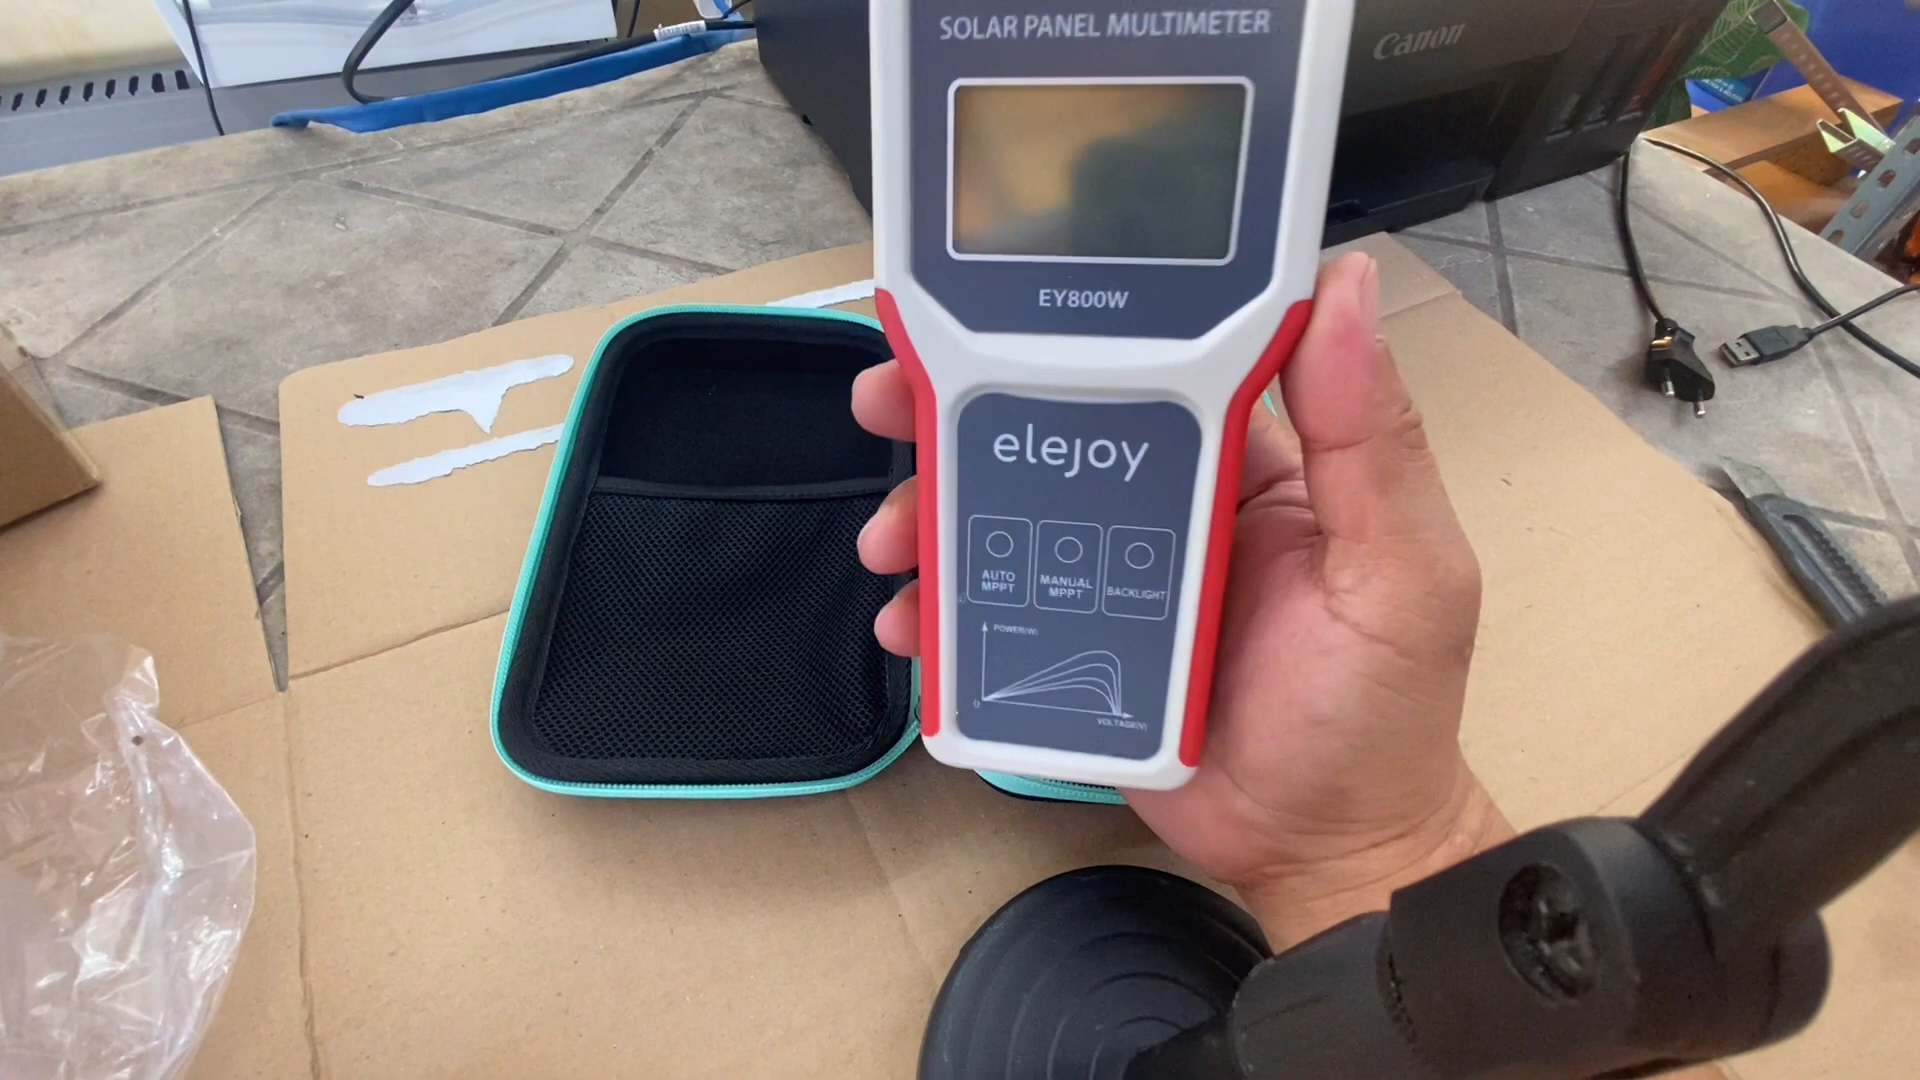 SOLAR PANEL MULTIMETER
Canon
EY800W
elejoy
AUTO
MPPT
MANUAL
MPPT
BACKLIGHT
POWER(W)
0
VOLTAGE(V)